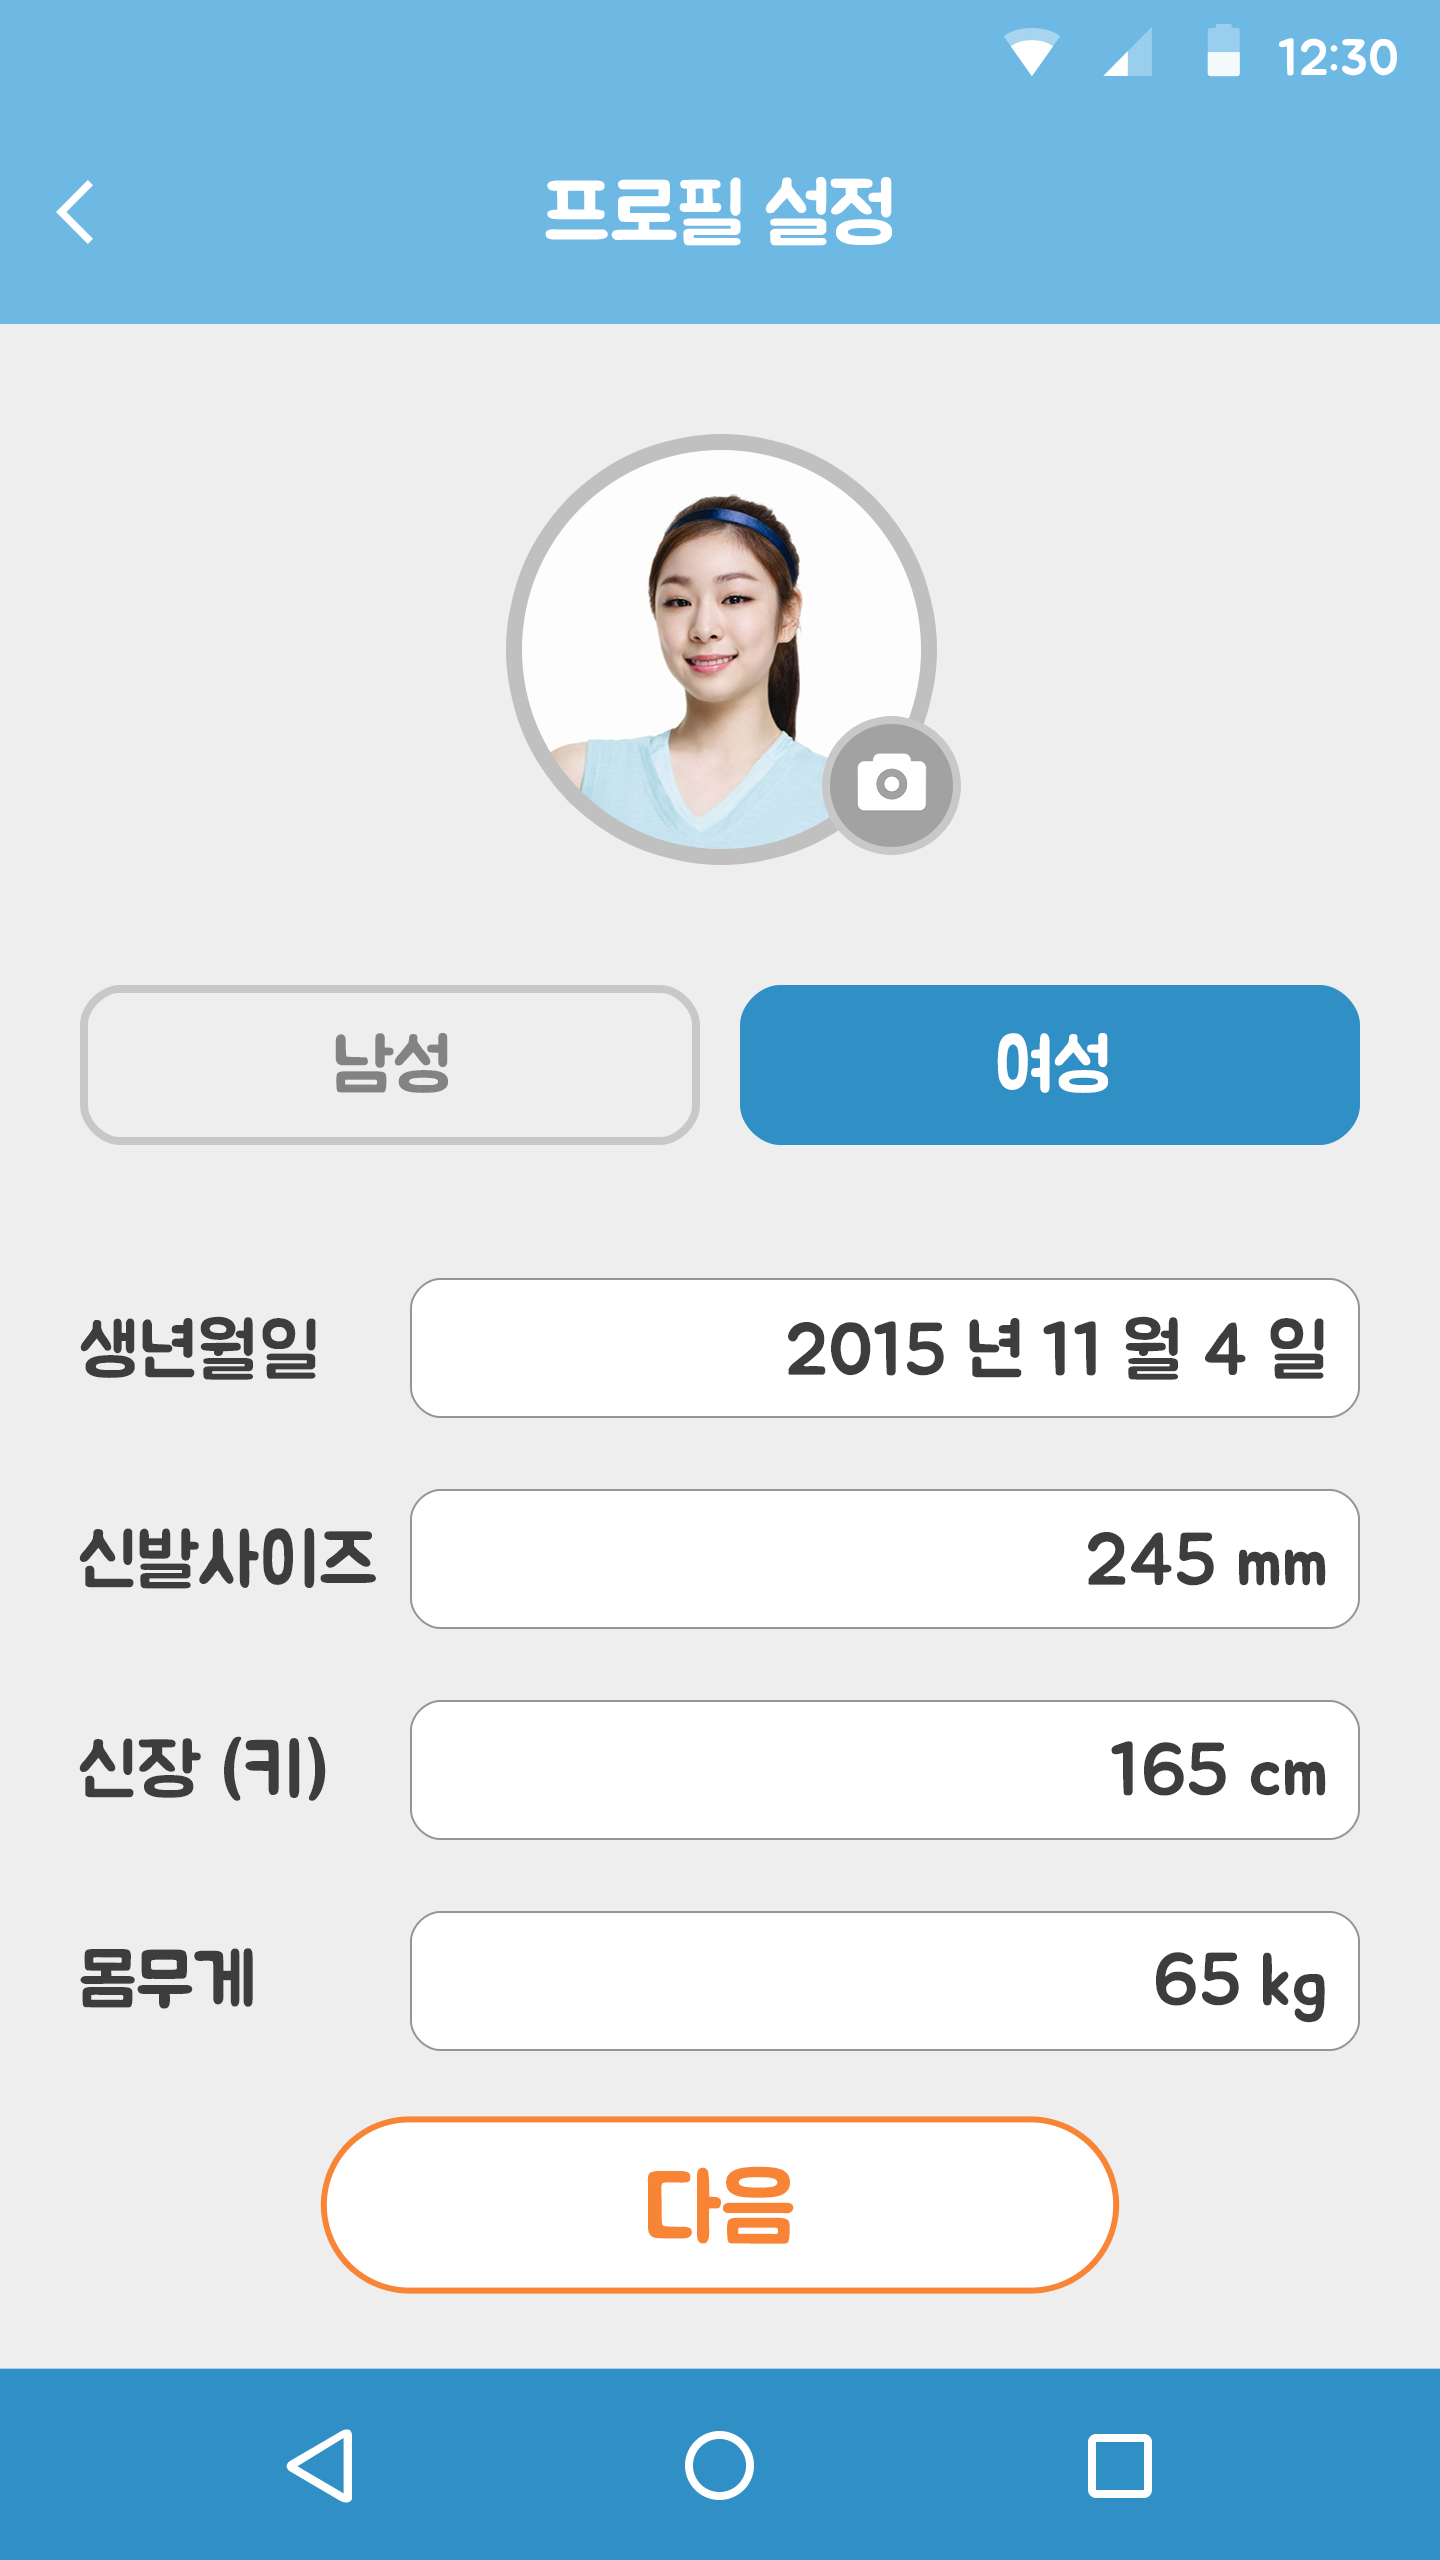 12:30
프로필 설정
남성
여성
생년월일
2015 년 11 월 4 일
신발사이즈
245 mm
신장 (키)
165 cm
몸무게
65 kg
다음